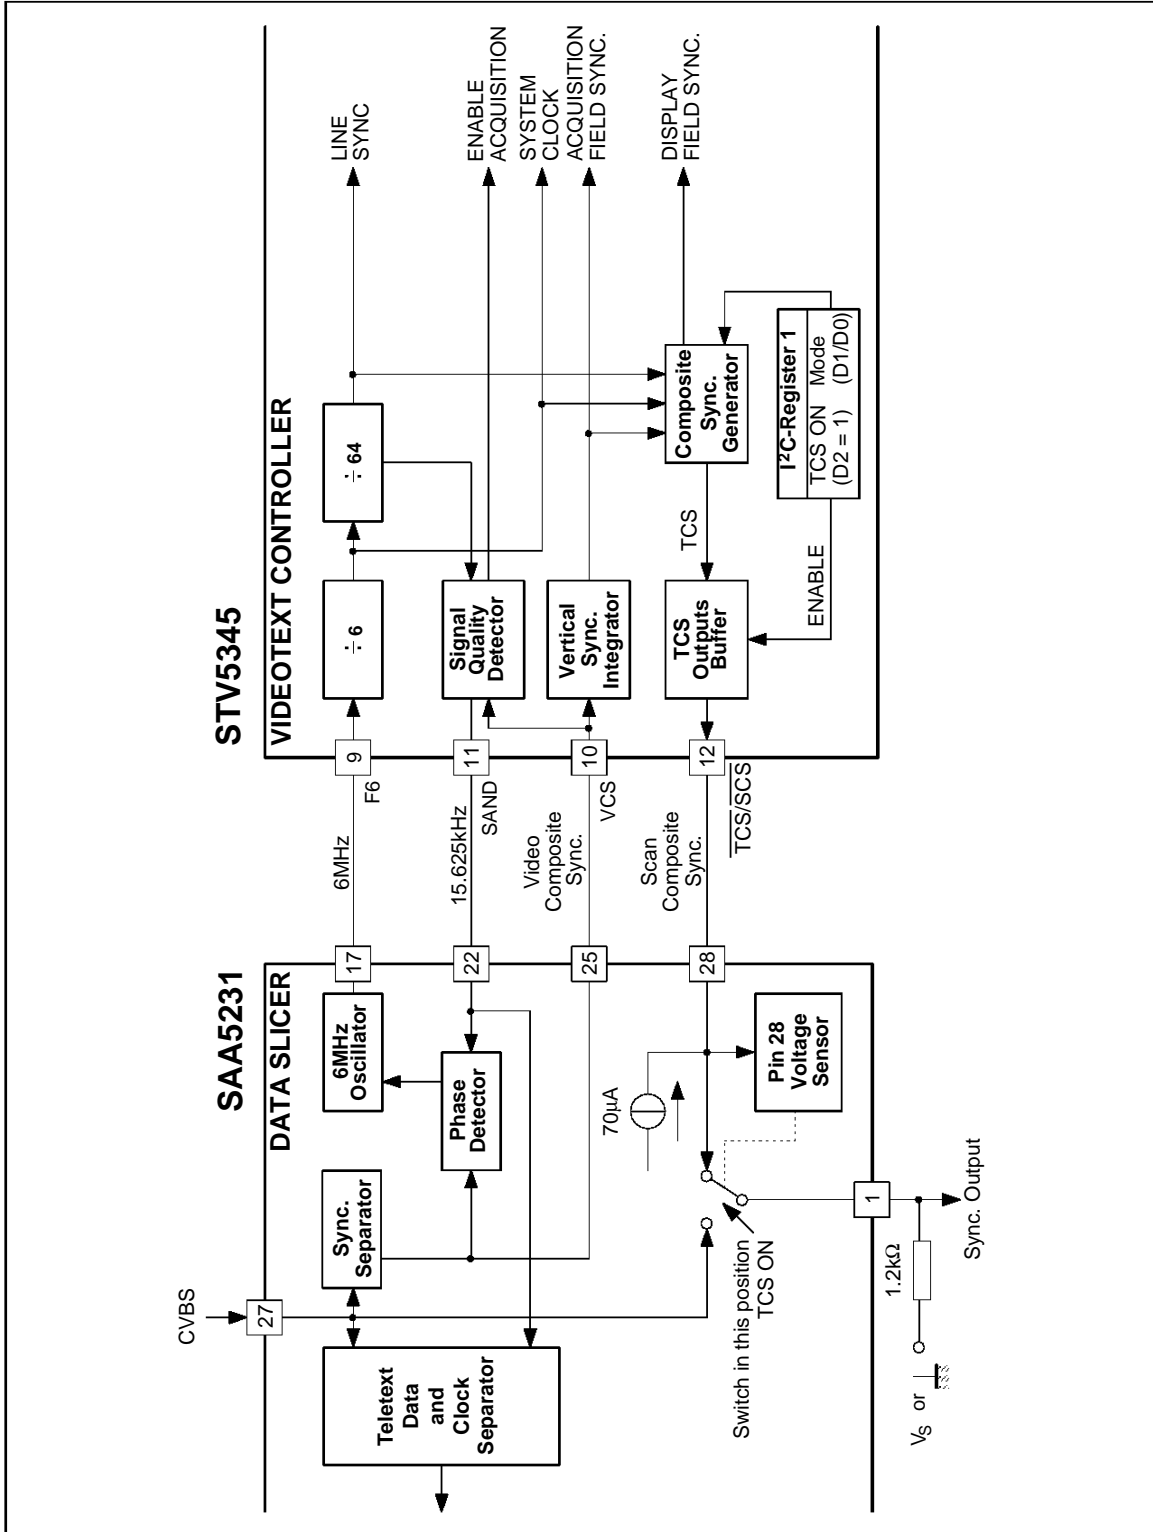 SAA5231
DATA SLICER
STV5345
VIDEOTEXT CONTROLLER
CVBS
27
Teletext
Data
and
Clock
Separator
Sync.
Separator
Phase
Detector
6MHz
Oscillator
17
22
25
28
6MHz
15.625kHz
Video
Composite
Sync.
Scan
Composite
Sync.
9
F6
11
SAND
10
VCS
12
TCS/SCS
÷ 6
÷ 64
Signal
Quality
Detector
Vertical
Sync.
Integrator
TCS
Outputs
Buffer
TCS
Composite
Sync.
Generator
ENABLE
I²C-Register 1
TCS ON Mode
(D2 = 1) (D1/D0)
LINE
SYNC
ENABLE
ACQUISITION
SYSTEM
CLOCK
ACQUISITION
FIELD SYNC.
DISPLAY
FIELD SYNC.
70µA
Pin 28
Voltage
Sensor
Switch in this position
TCS ON
1
Sync. Output
1.2kΩ
VS or